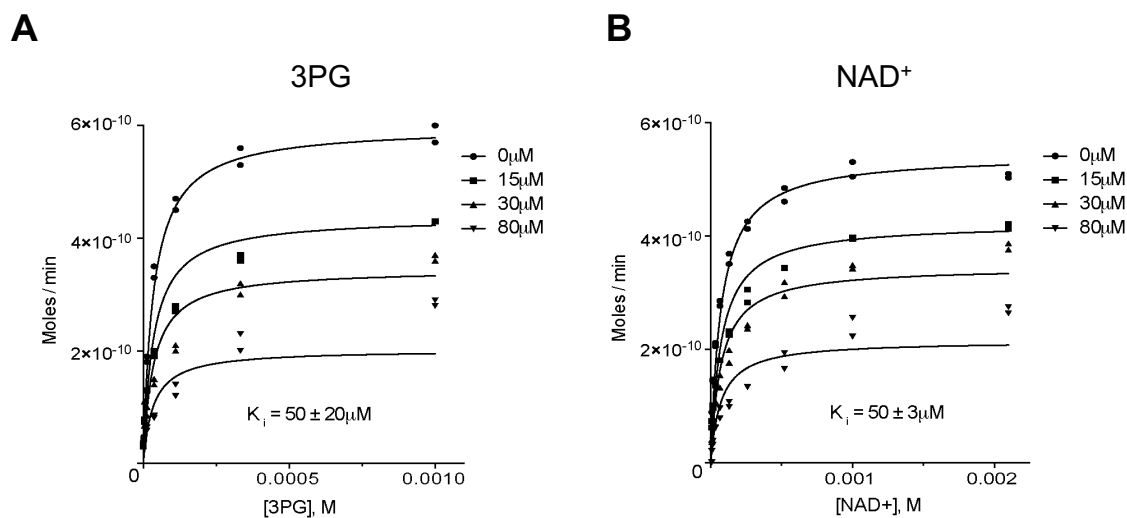 A
B
3PG
NAD⁺
6×10⁻¹⁰
4×10⁻¹⁰
2×10⁻¹⁰
0
0.0005
0.0010
Moles / min
[3PG], M
0μM
15μM
30μM
80μM
K i = 50 ± 20μM
6×10⁻¹⁰
4×10⁻¹⁰
2×10⁻¹⁰
0
0.001
0.002
Moles / min
[NAD+], M
0μM
15μM
30μM
80μM
K i = 50 ± 3μM